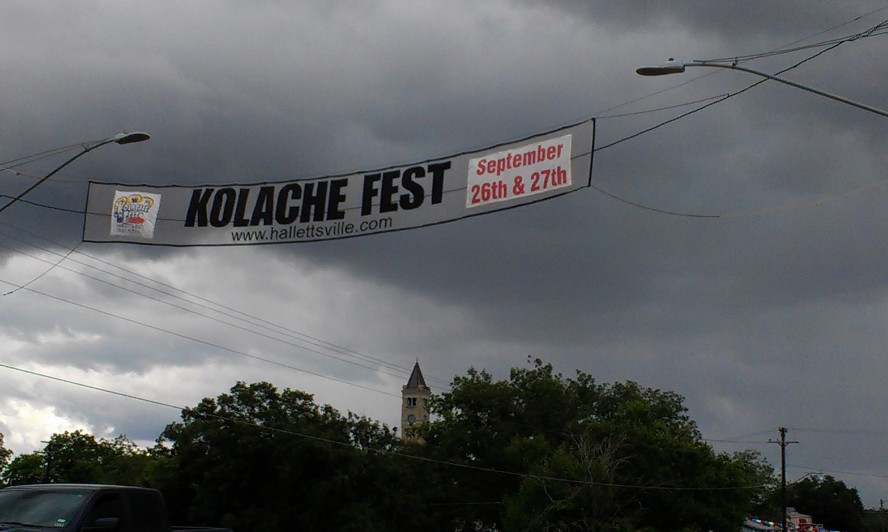 KOLACHE FEST
www.hallettsville.com
September
26th & 27th